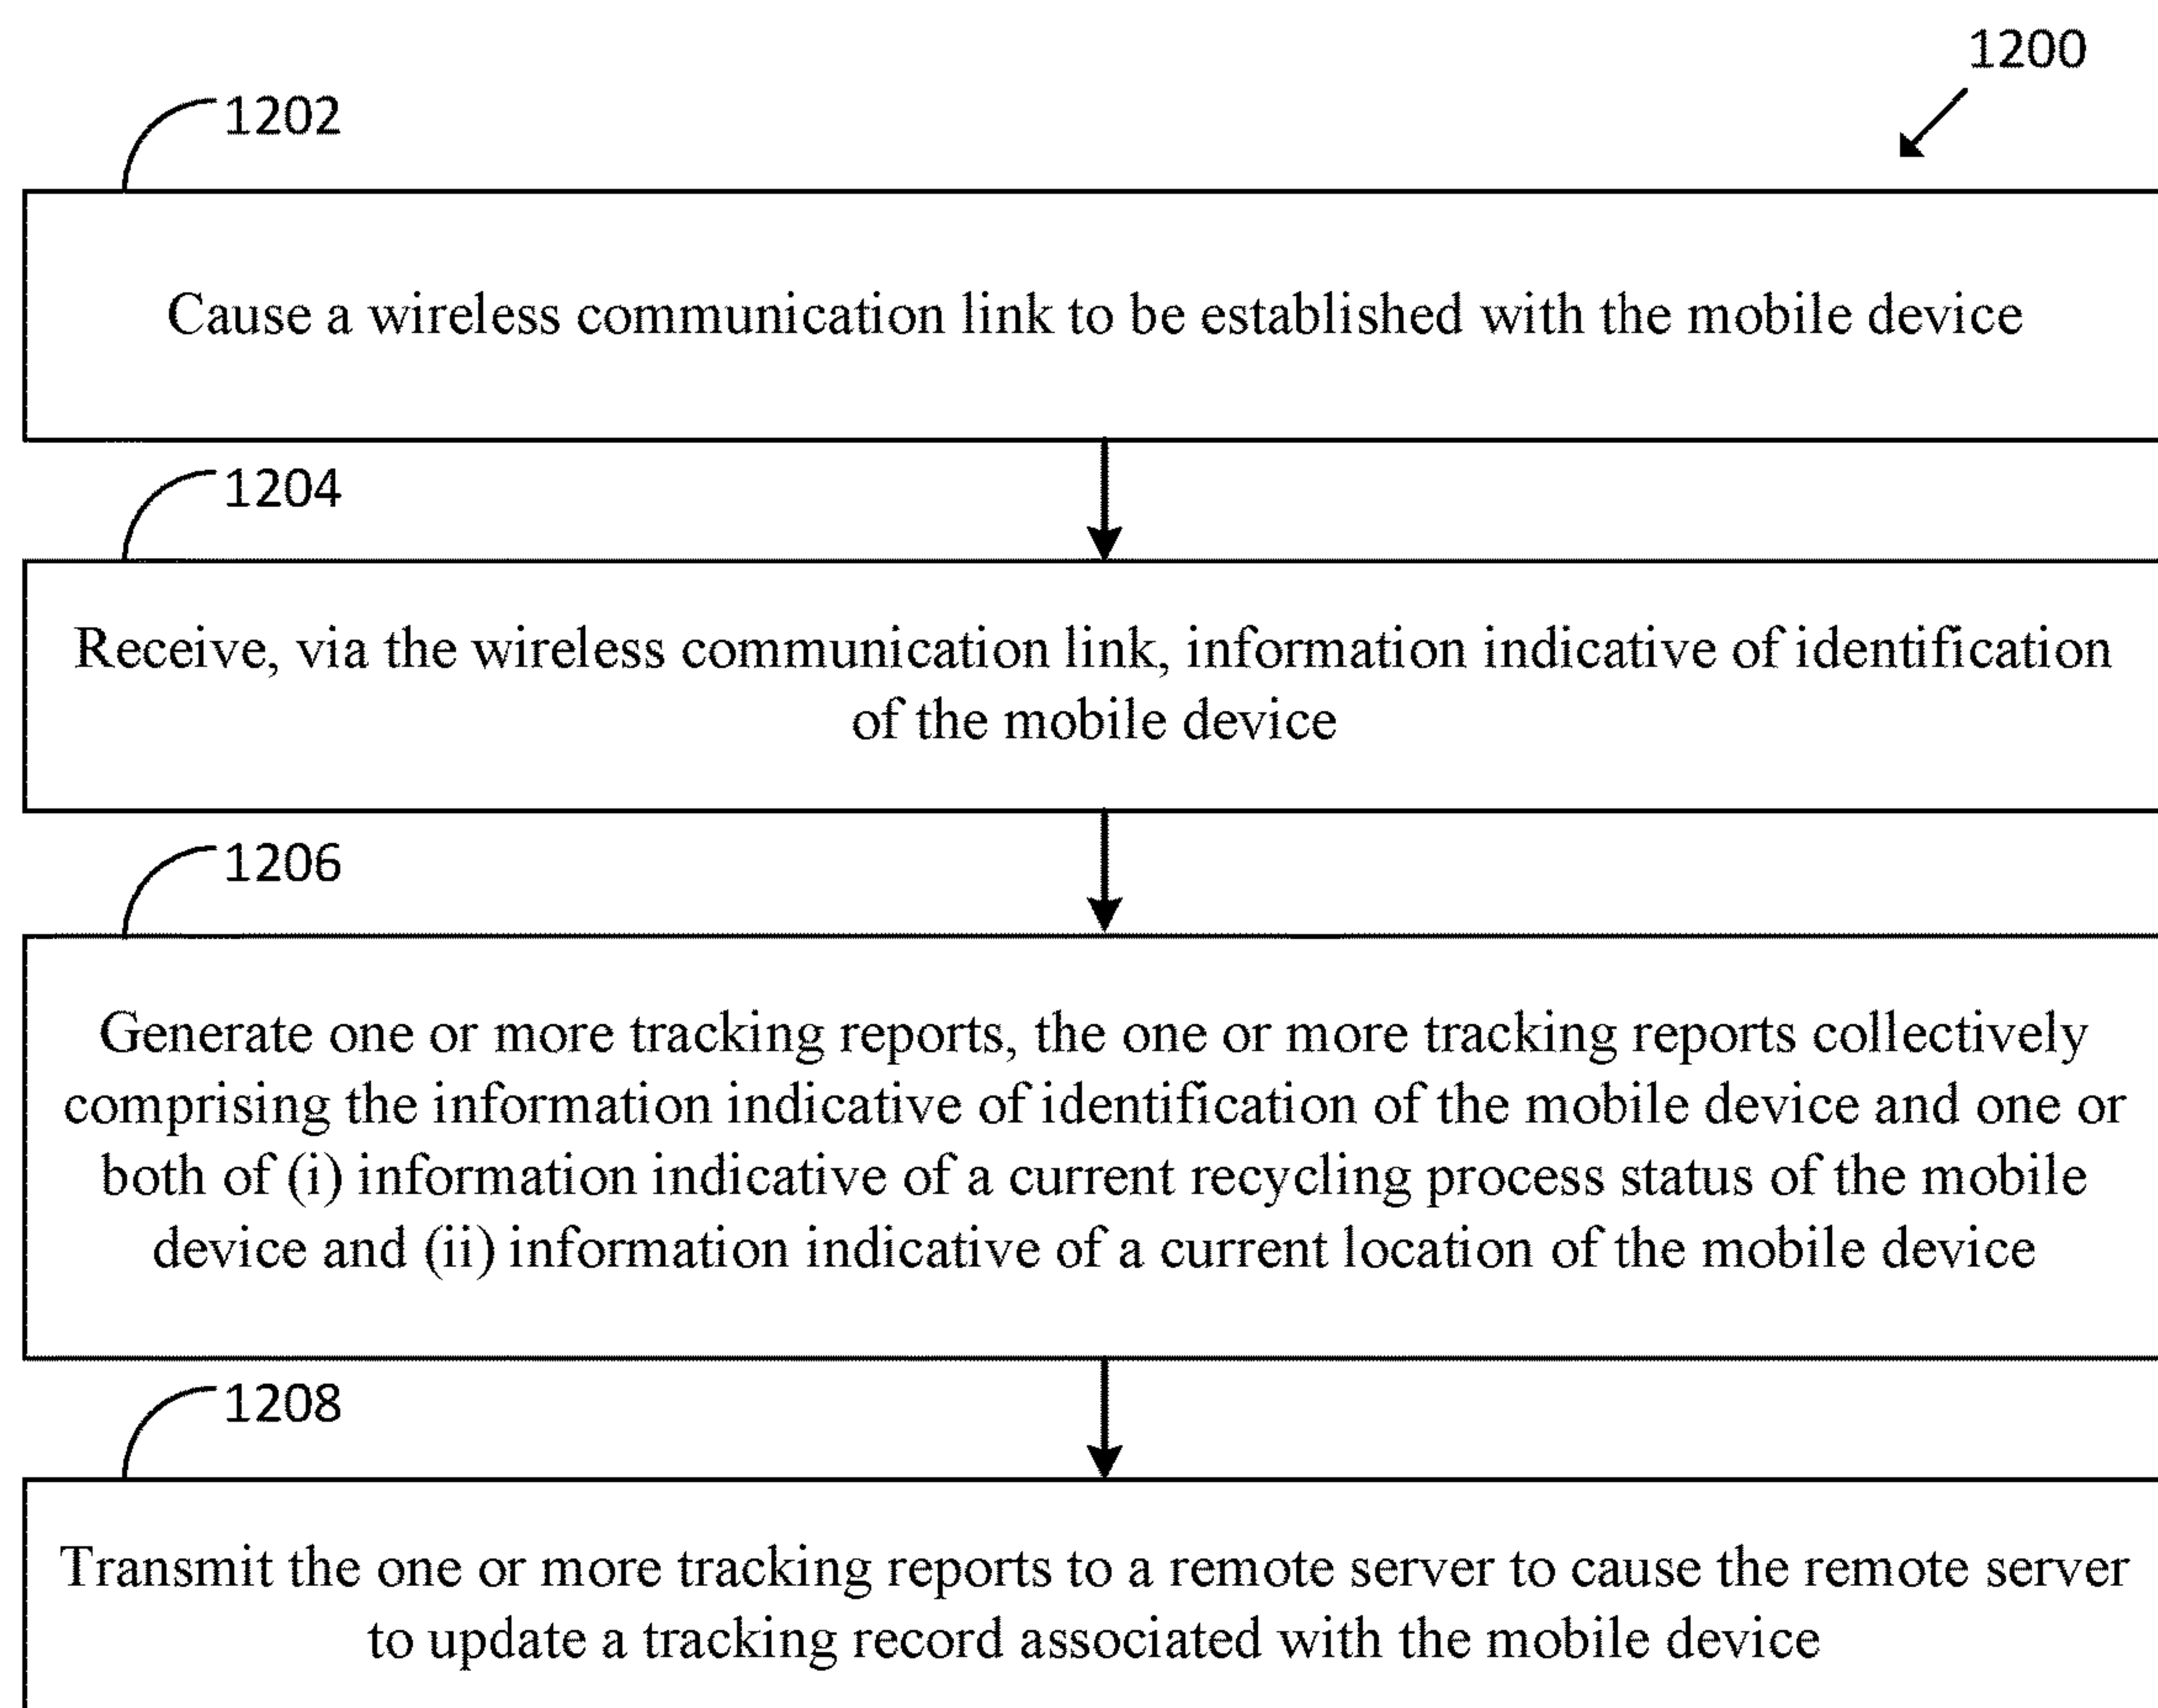 1200
1202
Cause a wireless communication link to be established with the mobile device
1204
Receive, via the wireless communication link, information indicative of identification
of the mobile device
1206
Generate one or more tracking reports, the one or more tracking reports collectively
comprising the information indicative of identification of the mobile device and one or
both of (i) information indicative of a current recycling process status of the mobile
device and (ii) information indicative of a current location of the mobile device
1208
Transmit the one or more tracking reports to a remote server to cause the remote server
to update a tracking record associated with the mobile device